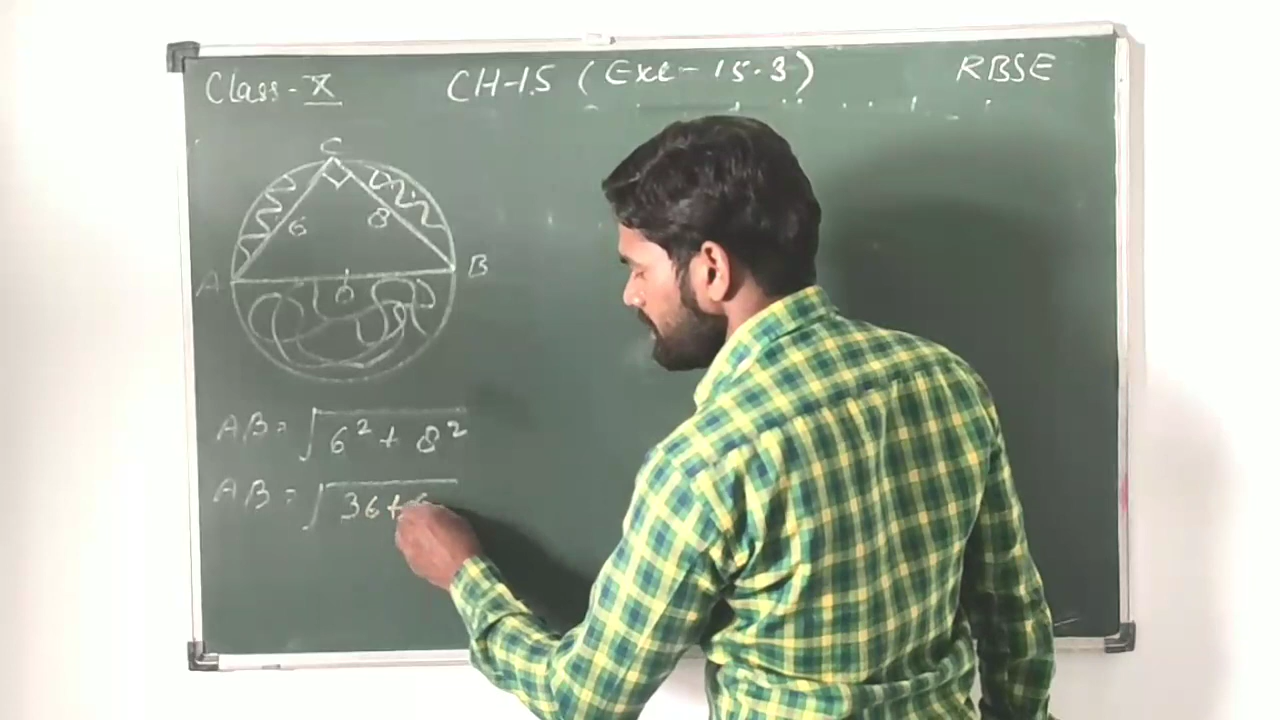 Class-X CH-15 (Exe-15.3) RBSE
C
6 8
A B
O
AB = √6² + 8²
AB = √36+6